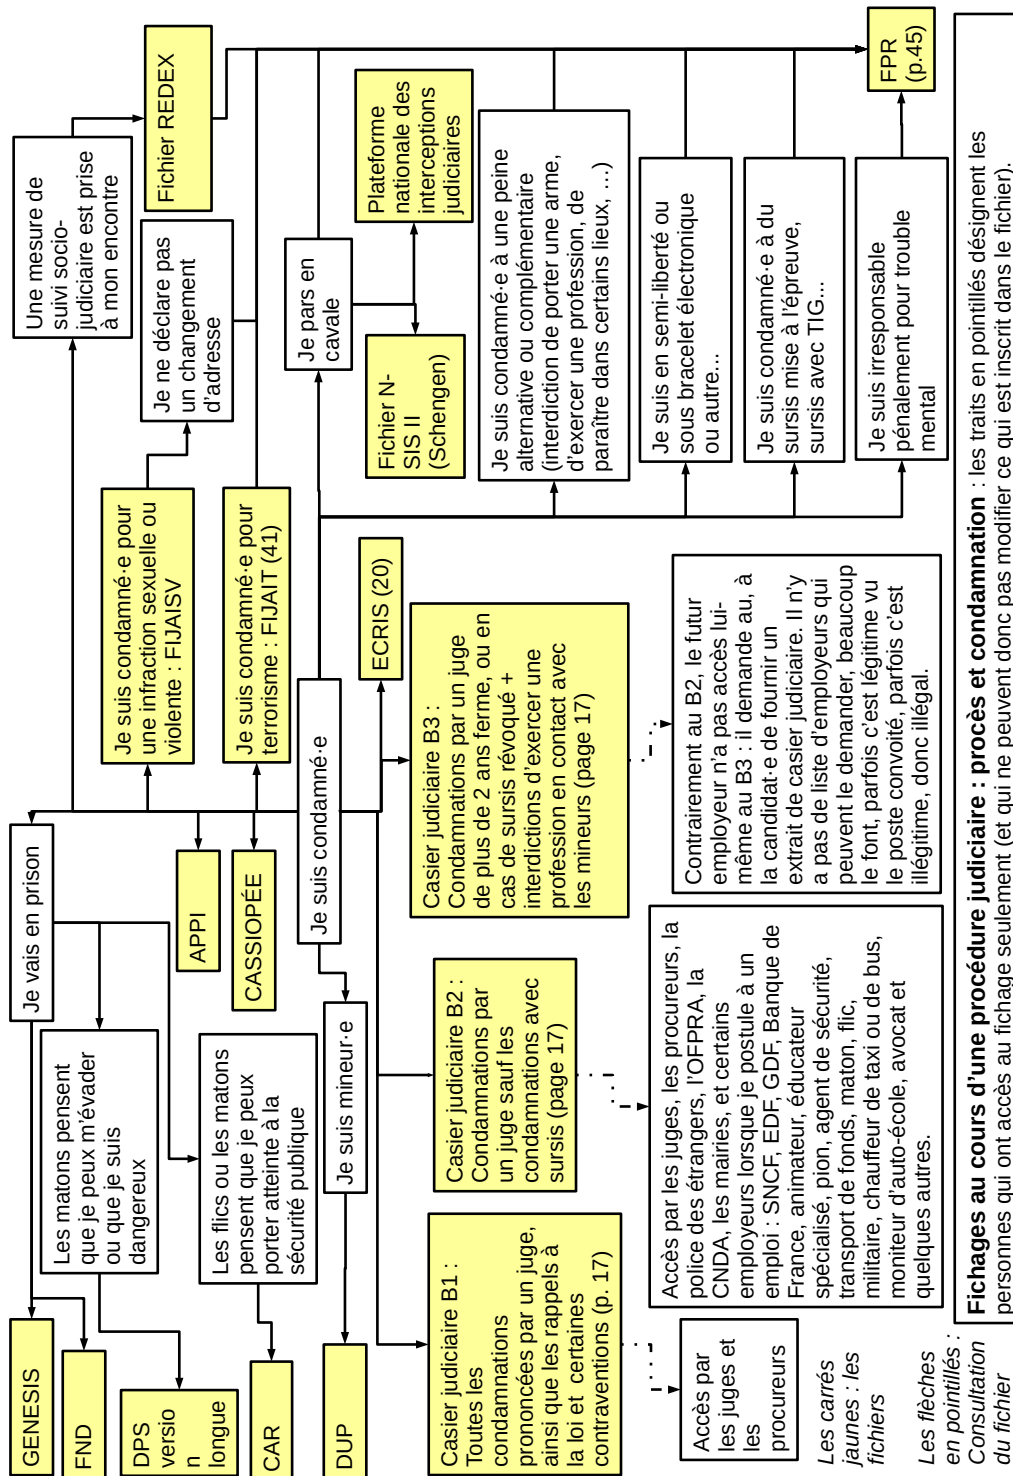 GENESIS
FND
DPS
versio
n
longue
CAR
DUP
Je vais en prison
Les matons pensent
que je peux m'évader
ou que je suis
dangereux
Les flics ou les matons
pensent que je peux
porter atteinte à la
sécurité publique
Je suis mineur·e
APPI
CASSIOPÉE
Je suis condamné·e
Je suis condamné·e pour
une infraction sexuelle ou
violente : FIJAISV
Je suis condamné·e pour
terrorisme : FIJAIT (41)
Une mesure de
suivi socio-
judiciaire est prise
à mon encontre
Fichier REDEX
Je ne déclare pas
un changement
d'adresse
Je pars en
cavale
Fichier N-
SIS II
(Schengen)
Plateforme
nationale des
interceptions
judiciaires
ECRIS (20)
Je suis condamné·e à une peine
alternative ou complémentaire
(interdiction de porter une arme,
d'exercer une profession, de
paraître dans certains lieux, …)
Je suis en semi-liberté ou
sous bracelet électronique
ou autre...
Je suis condamné·e à du
sursis mise à l'épreuve,
sursis avec TIG...
Je suis irresponsable
pénalement pour trouble
mental
FPR
(p.45)
Casier judiciaire B1 :
Toutes les
condamnations
prononcées par un juge,
ainsi que les rappels à
la loi et certaines
contraventions (p. 17)
Casier judiciaire B2 :
Condamnations par
un juge sauf les
condamnations avec
sursis (page 17)
Casier judiciaire B3 :
Condamnations par un juge
de plus de 2 ans ferme, ou en
cas de sursis révoqué +
interdictions d'exercer une
profession en contact avec
les mineurs (page 17)
Accès par
les juges et
les
procureurs
Accès par les juges, les procureurs, la
police des étrangers, l'OFPRA, la
CNDA, les mairies, et certains
employeurs lorsque je postule à un
emploi : SNCF, EDF, GDF, Banque de
France, animateur, éducateur
spécialisé, pion, agent de sécurité,
transport de fonds, maton, flic,
militaire, chauffeur de taxi ou de bus,
moniteur d'auto-école, avocat et
quelques autres.
Contrairement au B2, le futur
employeur n'a pas accès lui-
même au B3 : il demande au, à
la candidat·e de fournir un
extrait de casier judiciaire. Il n'y
a pas de liste d'employeurs qui
peuvent le demander, beaucoup
le font, parfois c'est légitime vu
le poste convoité, parfois c'est
illégitime, donc illégal.
Les carrés
jaunes : les
fichiers
Les flèches
en pointillés :
Consultation
du fichier
Fichages au cours d'une procédure judiciaire : procès et condamnation : les traits en pointillés désignent les
personnes qui ont accès au fichage seulement (et qui ne peuvent donc pas modifier ce qui est inscrit dans le fichier).